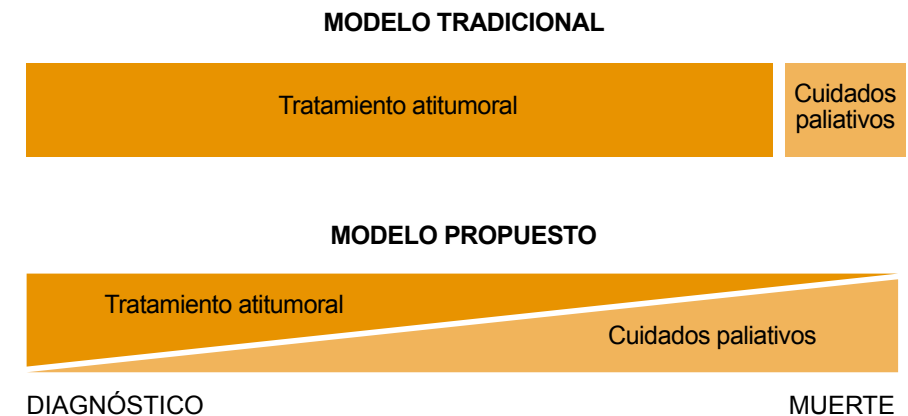 MODELO TRADICIONAL
Tratamiento atitumoral
Cuidados
paliativos
MODELO PROPUESTO
Tratamiento atitumoral
Cuidados paliativos
DIAGNÓSTICO
MUERTE